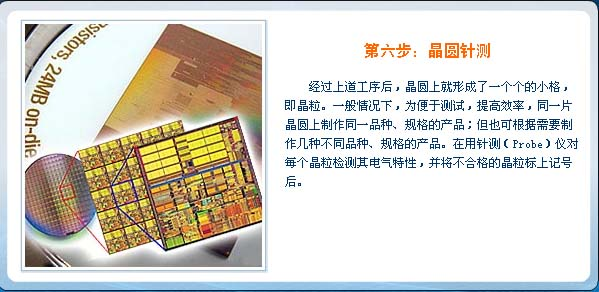 sistors, 24MB on-die
第六步：晶圆针测
经过上道工序后，晶圆上就形成了一个个的小格，
即晶粒。一般情况下，为便于测试，提高效率，同一片
晶圆上制作同一品种、规格的产品；但也可根据需要制
作几种不同品种、规格的产品。在用针测（Probe）仪对
每个晶粒检测其电气特性，并将不合格的晶粒标上记号
后。